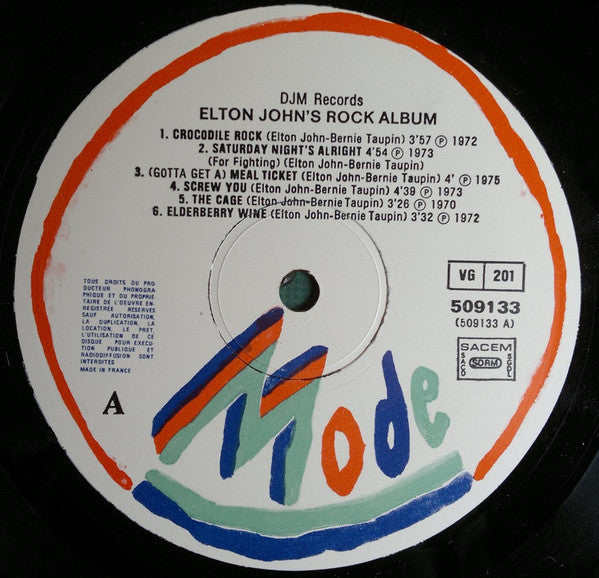 DJM Records
ELTON JOHN'S ROCK ALBUM
1. CROCODILE ROCK (Elton John-Bernie Taupin) 3'57 Ⓟ 1972
2. SATURDAY NIGHT'S ALRIGHT 4'54 Ⓟ 1973
(For Fighting) (Elton John-Bernie Taupin)
3. (GOTTA GET A) MEAL TICKET (Elton John-Bernie Taupin) 4' Ⓟ 1975
4. SCREW YOU (Elton John-Bernie Taupin) 4'39 Ⓟ 1973
5. THE CAGE (Elton John-Bernie Taupin) 3'26 Ⓟ 1970
6. ELDERBERRY WINE (Elton John-Bernie Taupin) 3'32 Ⓟ 1972
VG 201
509133
(509133 A)
SACEM
SACD SDRM SGDL
TOUS DROITS DU PRO
DUCTEUR PHONOGRA
PHIQUE ET DU PROPRIE
TAIRE DE L'OEUVRE EN
REGISTREE RESERVES
SAUF AUTORISATION,
LA DUPLICATION, LA
LOCATION, LE PRET,
L'UTILISATION DE CE
DISQUE POUR EXECU
TION PUBLIQUE ET
RADIODIFFUSION SONT
INTERDITES
MADE IN FRANCE
A
Mode